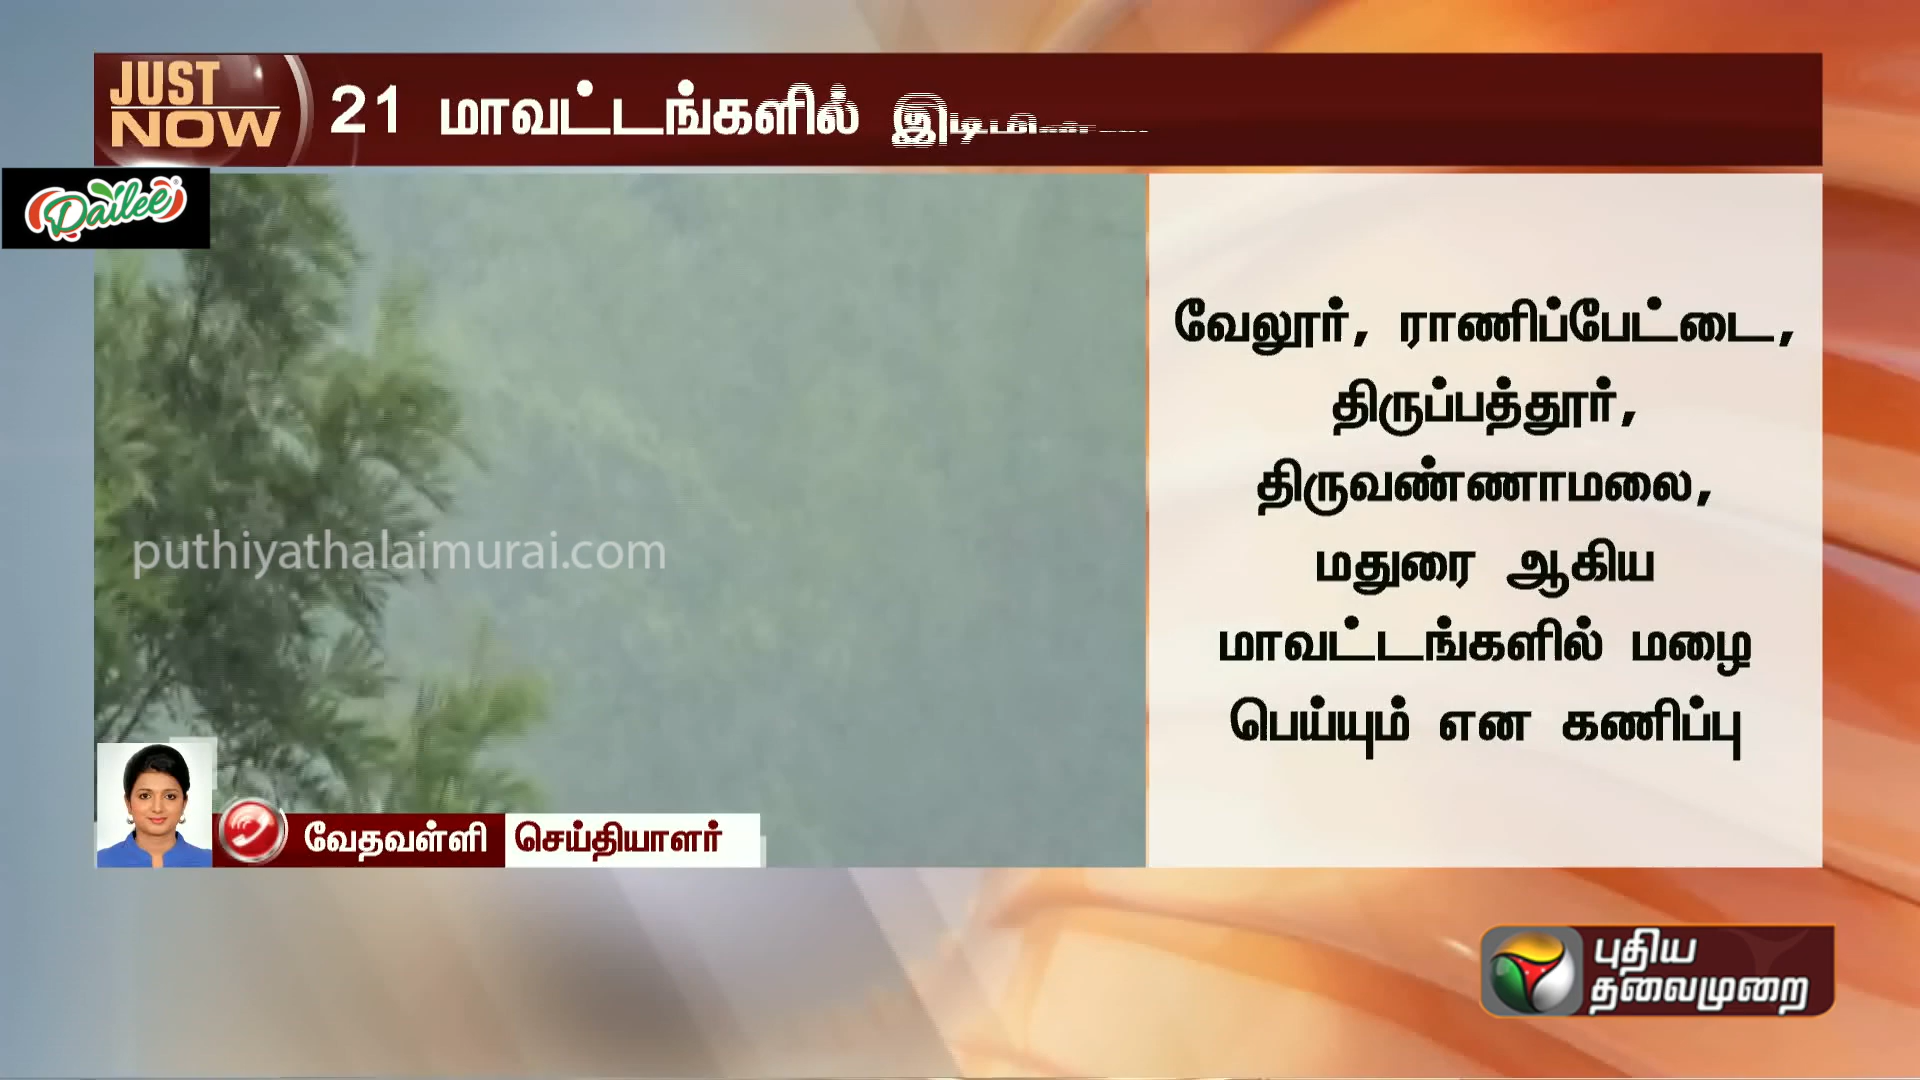 JUST
NOW
21 மாவட்டங்களில்
Dailee
வேலூர், ராணிப்பேட்டை,
திருப்பத்தூர்,
திருவண்ணாமலை,
மதுரை ஆகிய
மாவட்டங்களில் மழை
பெய்யும் என கணிப்பு
puthiyathalaimurai.com
வேதவள்ளி செய்தியாளர்
புதிய
தலைமுறை